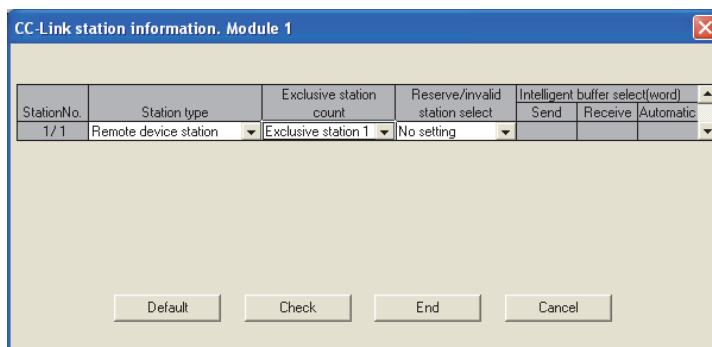 CC-Link station information. Module 1
Exclusive station Reserve/invalid Intelligent buffer select(word)
StationNo. Station type count station select Send Receive Automatic
1/ 1 Remote device station Exclusive station 1 No setting
Default Check End Cancel